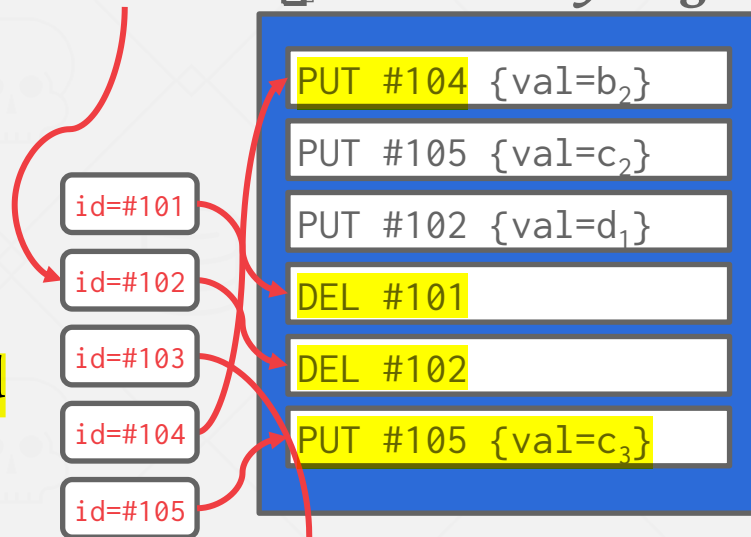 PUT #104 {val=b₂}
PUT #105 {val=c₂}
PUT #102 {val=d₁}
DEL #101
DEL #102
PUT #105 {val=c₃}
id=#101
id=#102
id=#103
id=#104
id=#105